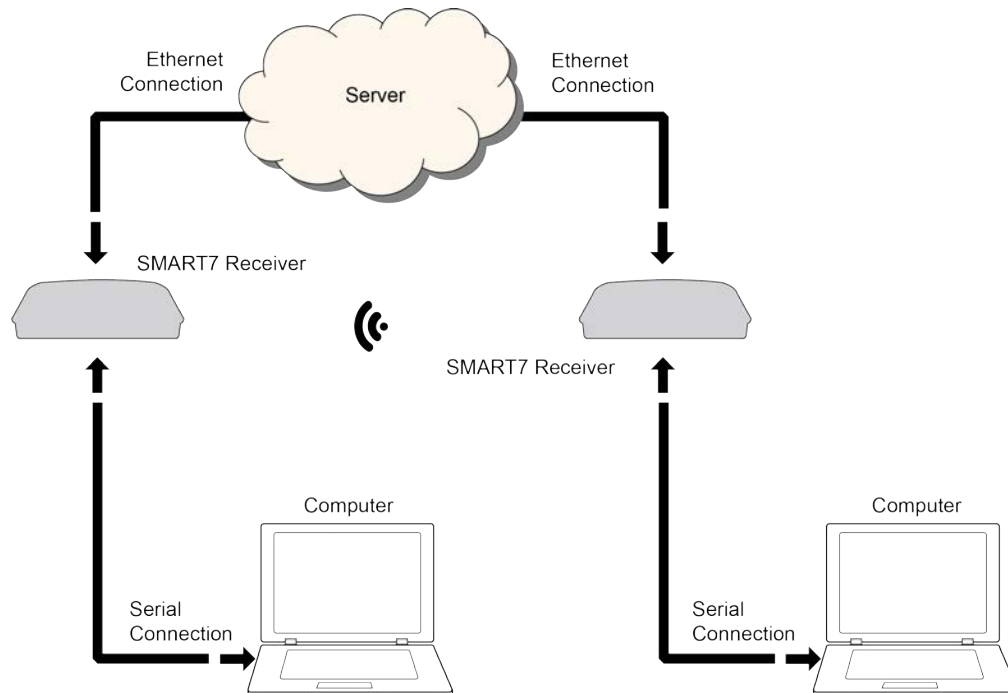 Ethernet
Connection
Server
Ethernet
Connection
SMART7 Receiver
SMART7 Receiver
Computer
Computer
Serial
Connection
Serial
Connection